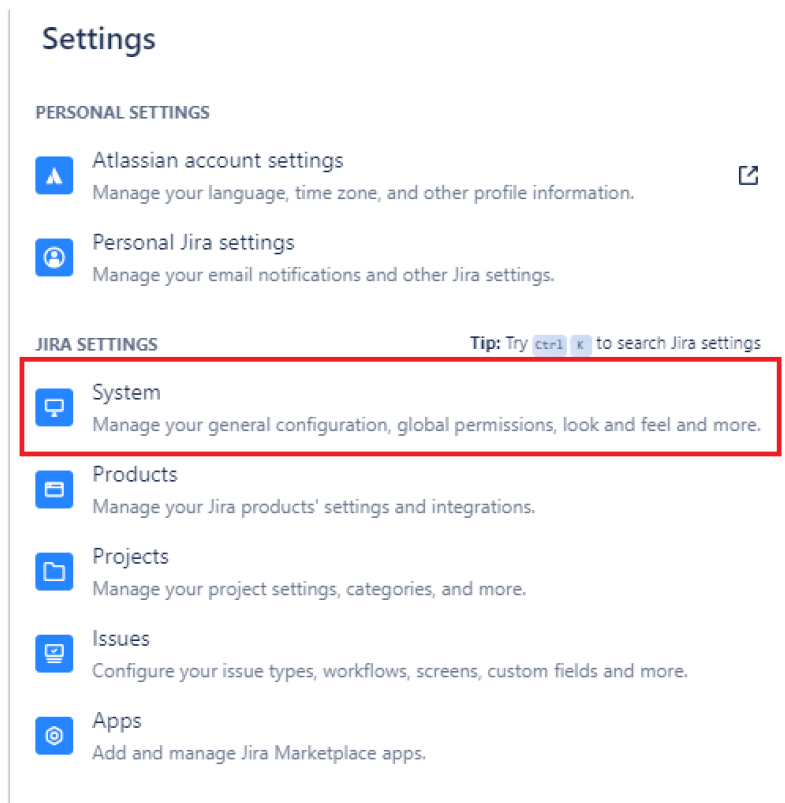 Settings
PERSONAL SETTINGS
Atlassian account settings
Manage your language, time zone, and other profile information.
Personal Jira settings
Manage your email notifications and other Jira settings.
JIRA SETTINGS
Tip: Try Ctrl K to search Jira settings
System
Manage your general configuration, global permissions, look and feel and more.
Products
Manage your Jira products' settings and integrations.
Projects
Manage your project settings, categories, and more.
Issues
Configure your issue types, workflows, screens, custom fields and more.
Apps
Add and manage Jira Marketplace apps.